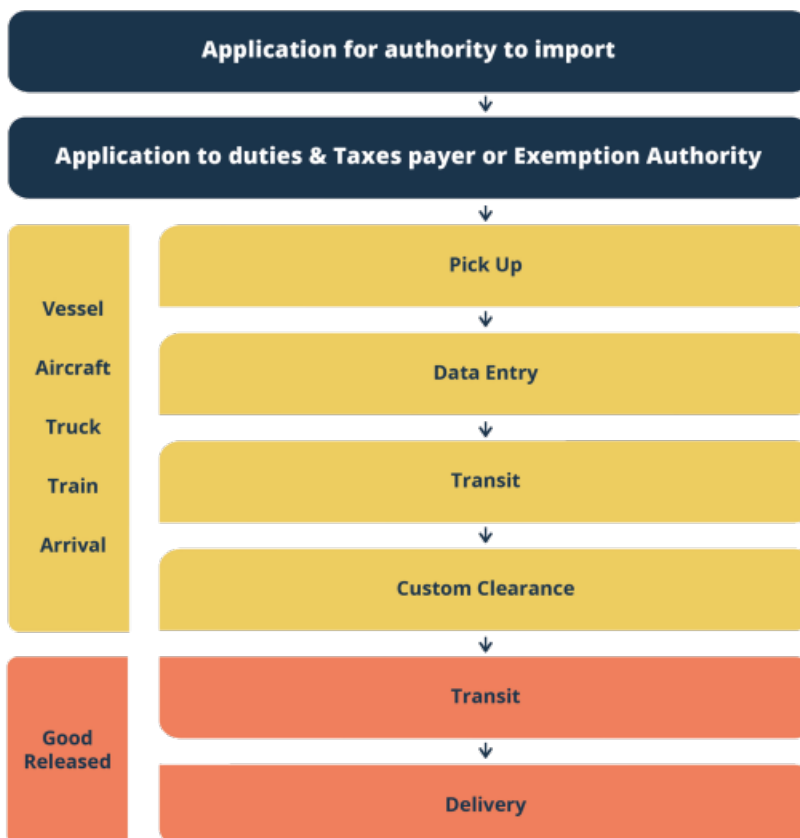 Application for authority to import
Application to duties & Taxes payer or Exemption Authority
Vessel
Aircraft
Truck
Train
Arrival
Pick Up
Data Entry
Transit
Custom Clearance
Good
Released
Transit
Delivery